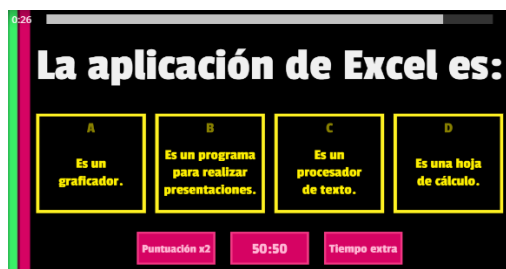 0:26
La aplicación de Excel es:
A
Es un
graficador.
B
Es un programa
para realizar
presentaciones.
C
Es un
procesador
de texto.
D
Es una hoja
de cálculo.
Puntuación x2
50:50
Tiempo extra